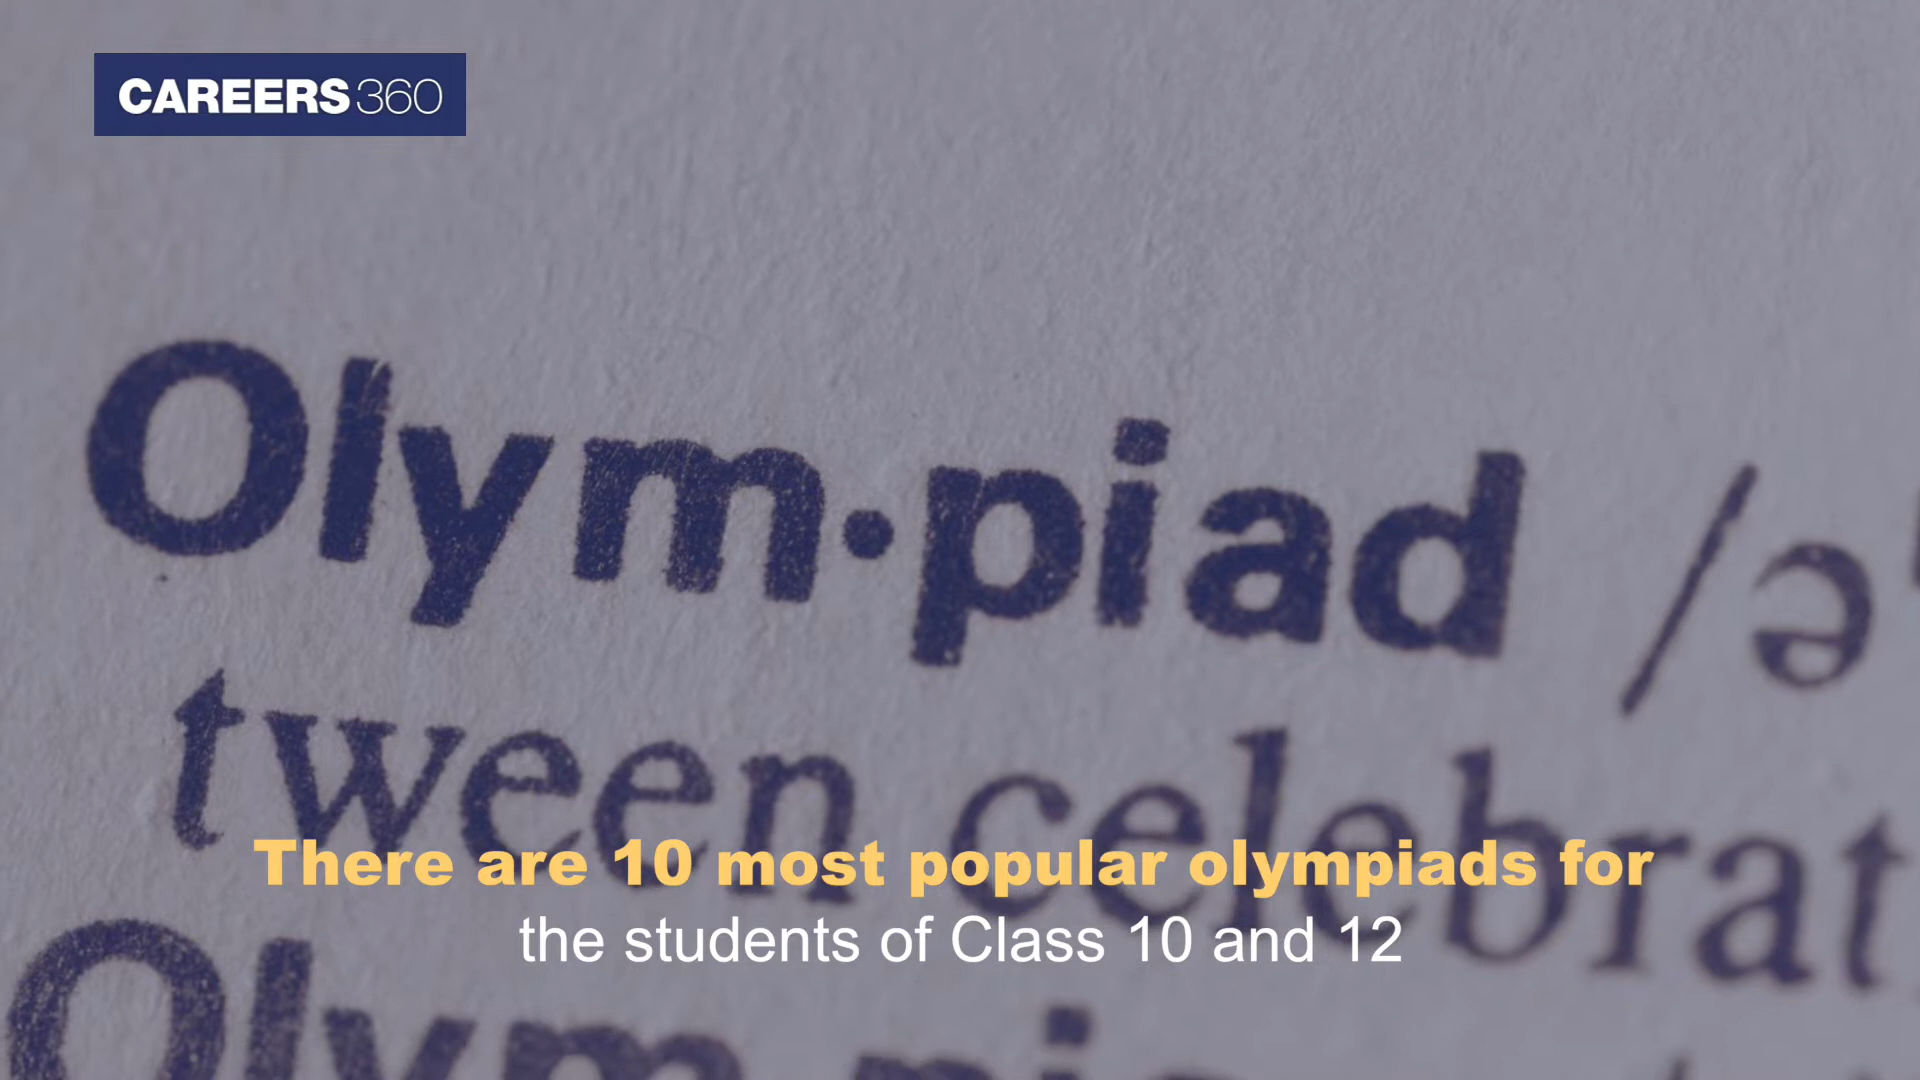 CAREERS360
Olym·piad /ə
tween celebrat
There are 10 most popular olympiads for
the students of Class 10 and 12
Olym